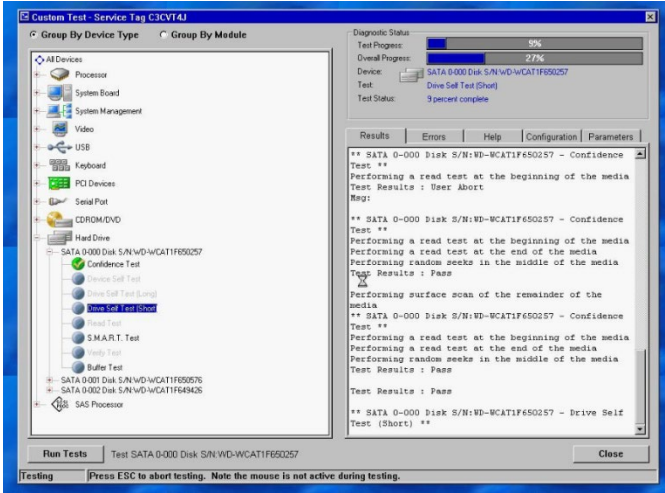 Custom Test - Service Tag C3CVT4J
Group By Device Type
Group By Module
All Devices
Processor
System Board
System Management
Video
USB
Keyboard
PCI Devices
Serial Port
CDROM/DVD
Hard Drive
SATA 0-000 Disk S/N:WD-WCAT1F650257
Confidence Test
Device Self Test
Drive Self Test (Long)
Drive Self Test (Short)
Read Test
S.M.A.R.T. Test
Verify Test
Buffer Test
SATA 0-001 Disk S/N:WD-WCAT1F650576
SATA 0-002 Disk S/N:WD-WCAT1F649426
SAS Processor
Diagnostic Status
Test Progress: 9%
Overall Progress: 27%
Device: SATA 0-000 Disk S/N:WD-WCAT1F650257
Test: Drive Self Test (Short)
Test Status: 9 percent complete
Results Errors Help Configuration Parameters
** SATA 0-000 Disk S/N:WD-WCAT1F650257 - Confidence
Test **
Performing a read test at the beginning of the media
Test Results : User Abort
Msg:
** SATA 0-000 Disk S/N:WD-WCAT1F650257 - Confidence
Test **
Performing a read test at the beginning of the media
Performing a read test at the end of the media
Performing random seeks in the middle of the media
Test Results : Pass
Performing surface scan of the remainder of the
media
** SATA 0-000 Disk S/N:WD-WCAT1F650257 - Confidence
Test **
Performing a read test at the beginning of the media
Performing a read test at the end of the media
Performing random seeks in the middle of the media
Test Results : Pass
Test Results : Pass
** SATA 0-000 Disk S/N:WD-WCAT1F650257 - Drive Self
Test (Short) **
Run Tests
Test SATA 0-000 Disk S/N:WD-WCAT1F650257
Close
Testing
Press ESC to abort testing. Note the mouse is not active during testing.